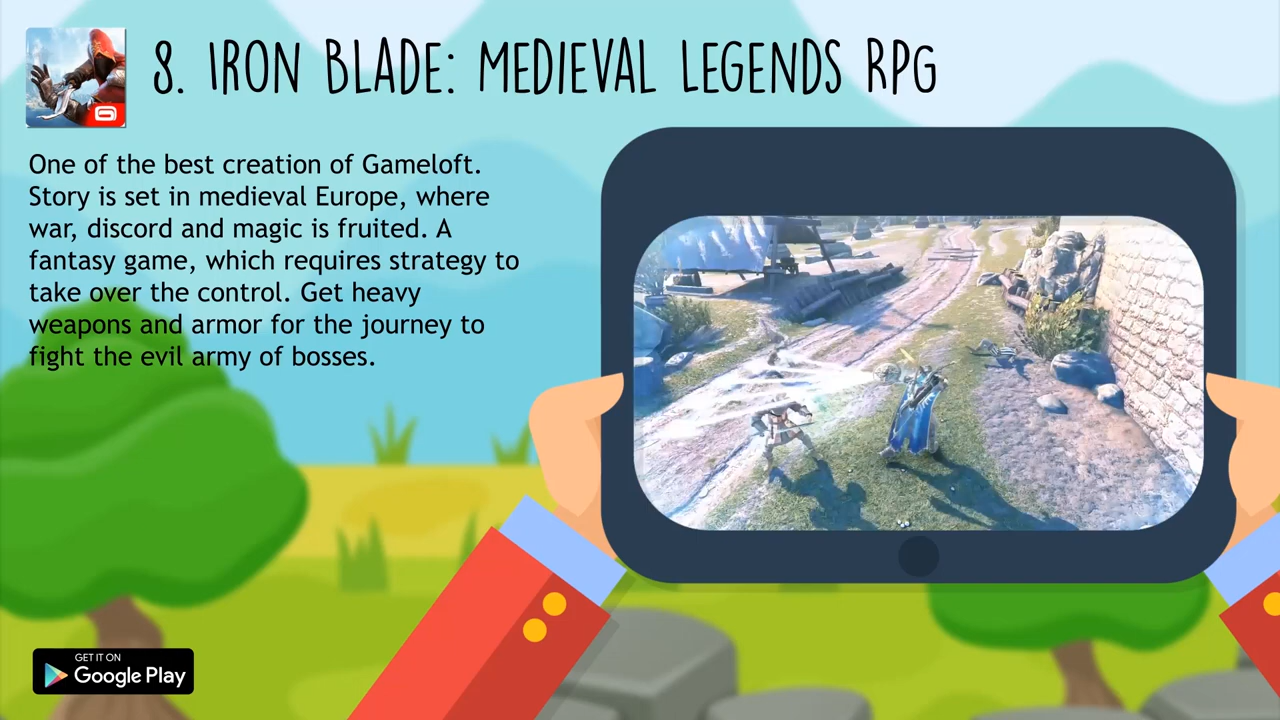 8. IRON BLADE: MEDIEVAL LEGENDS RPG
One of the best creation of Gameloft.
Story is set in medieval Europe, where
war, discord and magic is fruited. A
fantasy game, which requires strategy to
take over the control. Get heavy
weapons and armor for the journey to
fight the evil army of bosses.
GET IT ON
Google Play